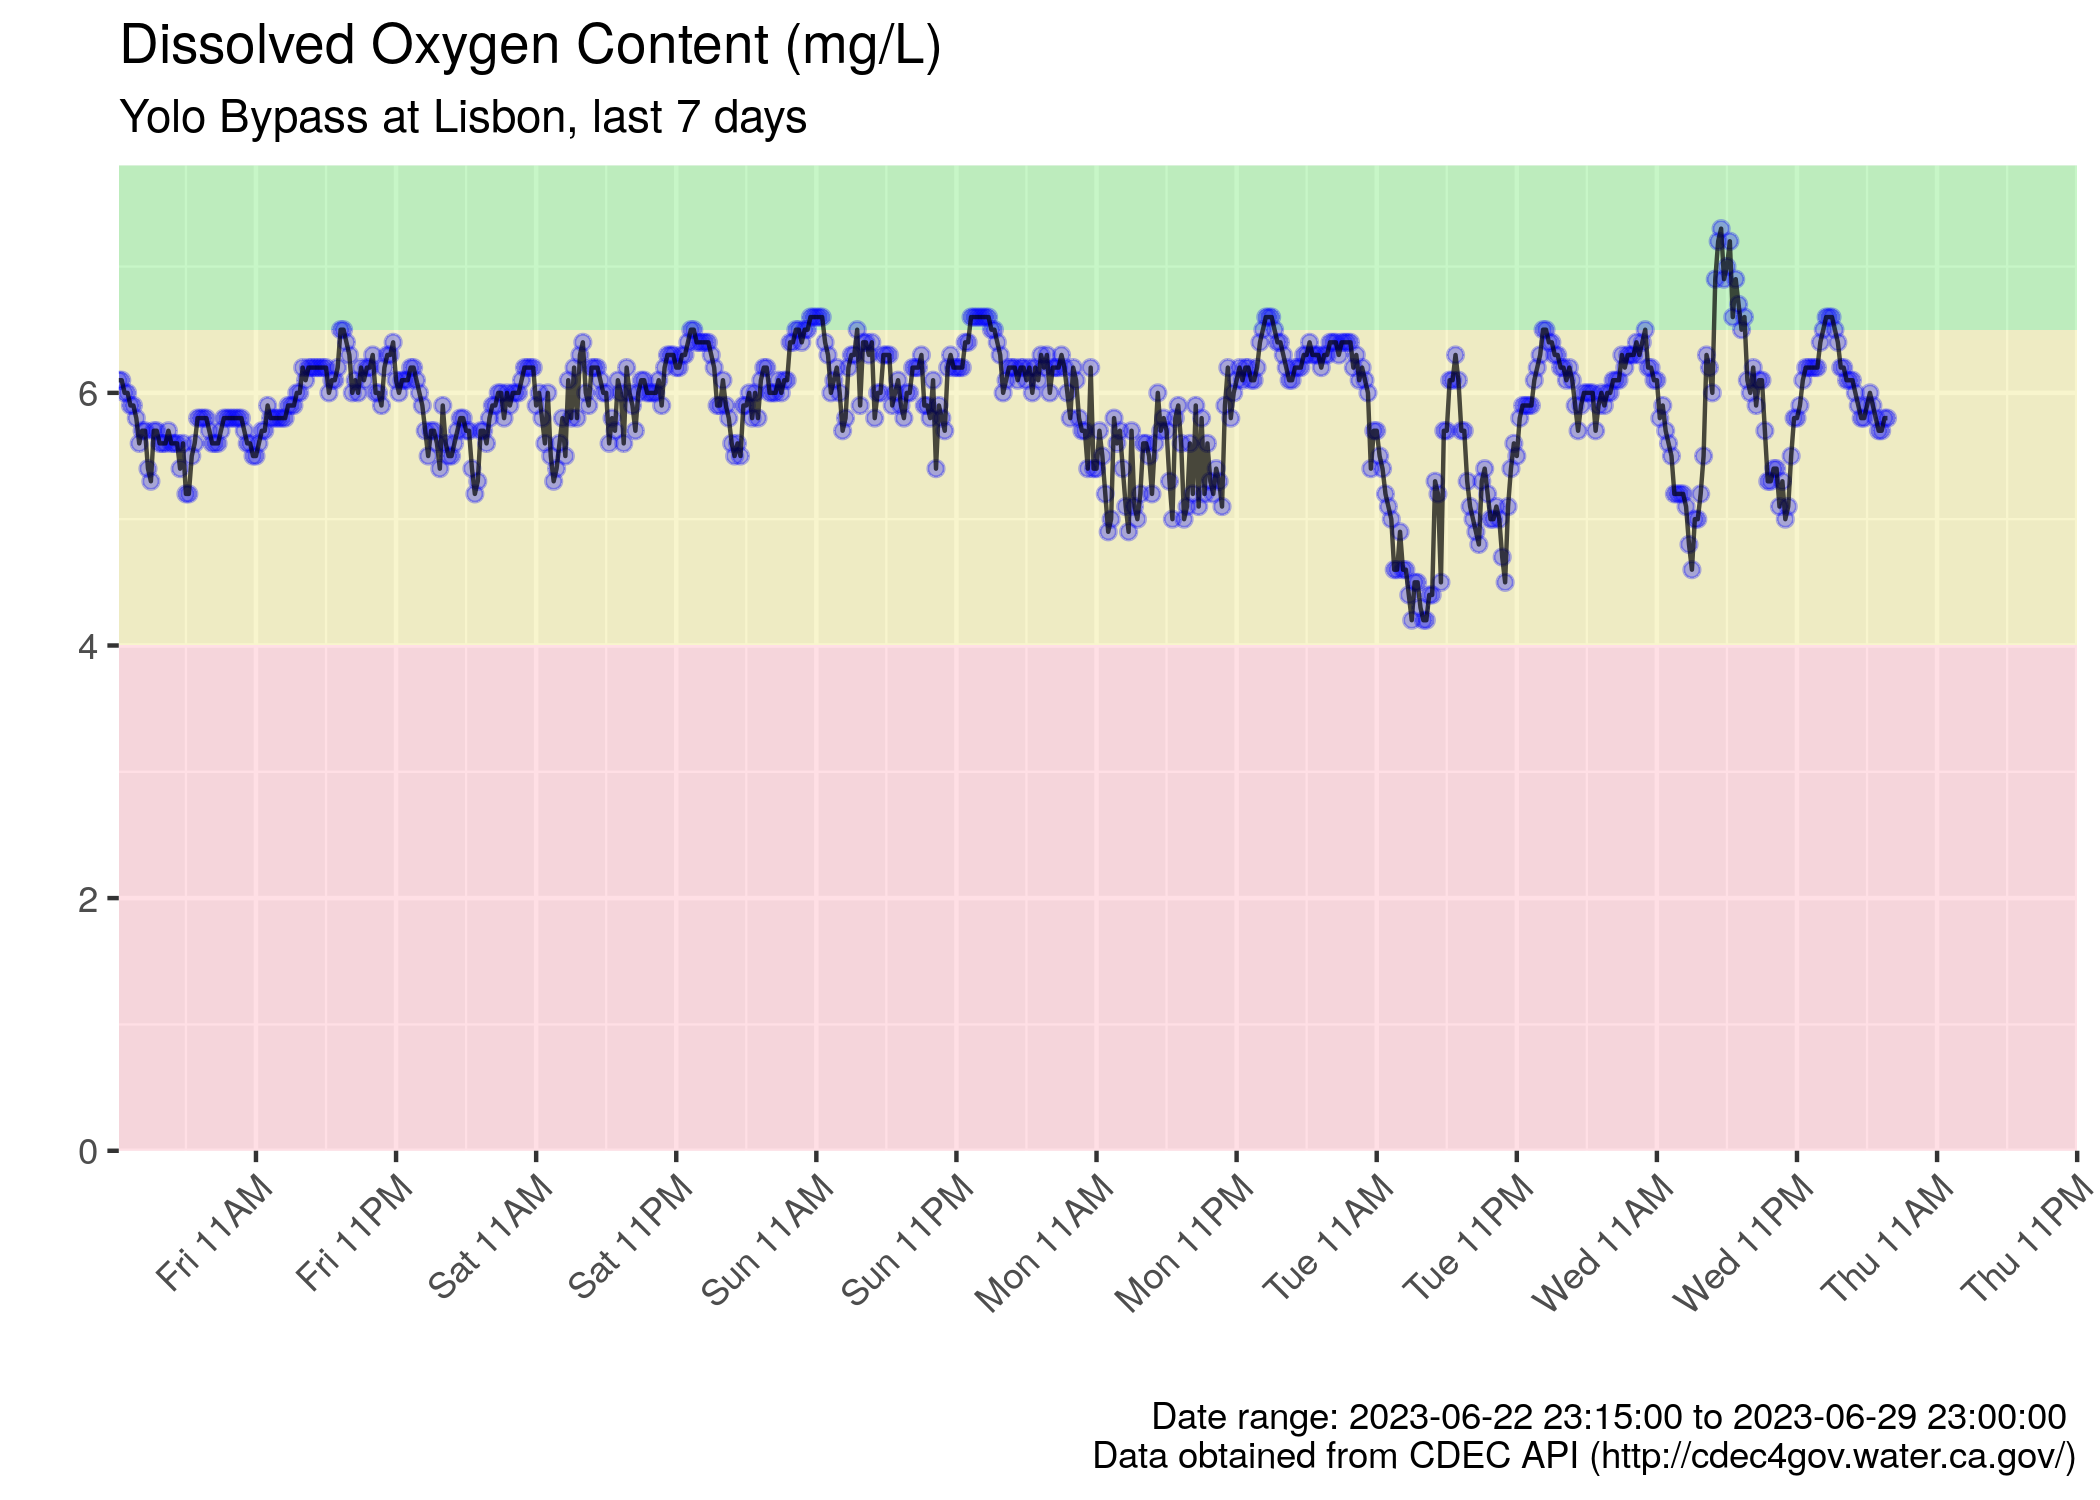 Dissolved Oxygen Content (mg/L)
Yolo Bypass at Lisbon, last 7 days
6
4
2
0
Fri 11AM
Fri 11PM
Sat 11AM
Sat 11PM
Sun 11AM
Sun 11PM
Mon 11AM
Mon 11PM
Tue 11AM
Tue 11PM
Wed 11AM
Wed 11PM
Thu 11AM
Thu 11PM
Date range: 2023-06-22 23:15:00 to 2023-06-29 23:00:00
Data obtained from CDEC API (http://cdec4gov.water.ca.gov/)